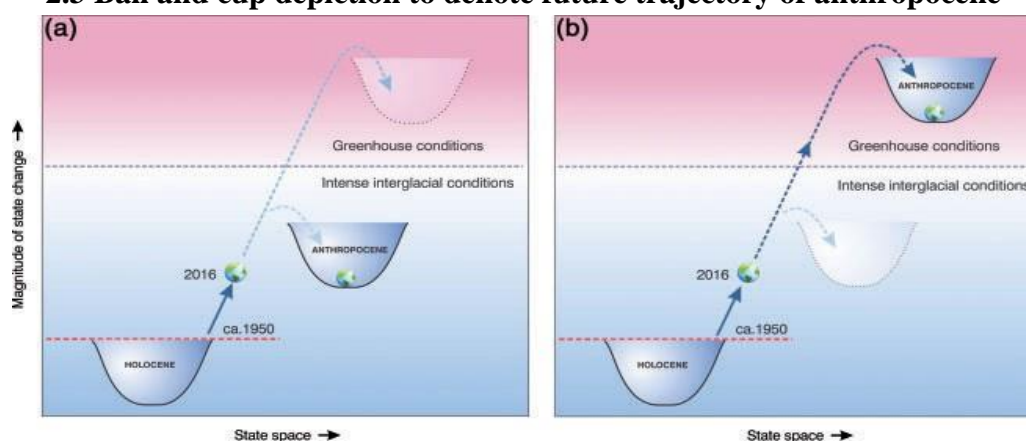 2.3 Ball and cup depiction to denote future trajectory of anthropocene
(a)
Greenhouse conditions
Intense interglacial conditions
ANTHROPOCENE
2016
ca.1950
HOLOCENE
Magnitude of state change
State space
(b)
ANTHROPOCENE
Greenhouse conditions
Intense interglacial conditions
2016
ca.1950
HOLOCENE
State space